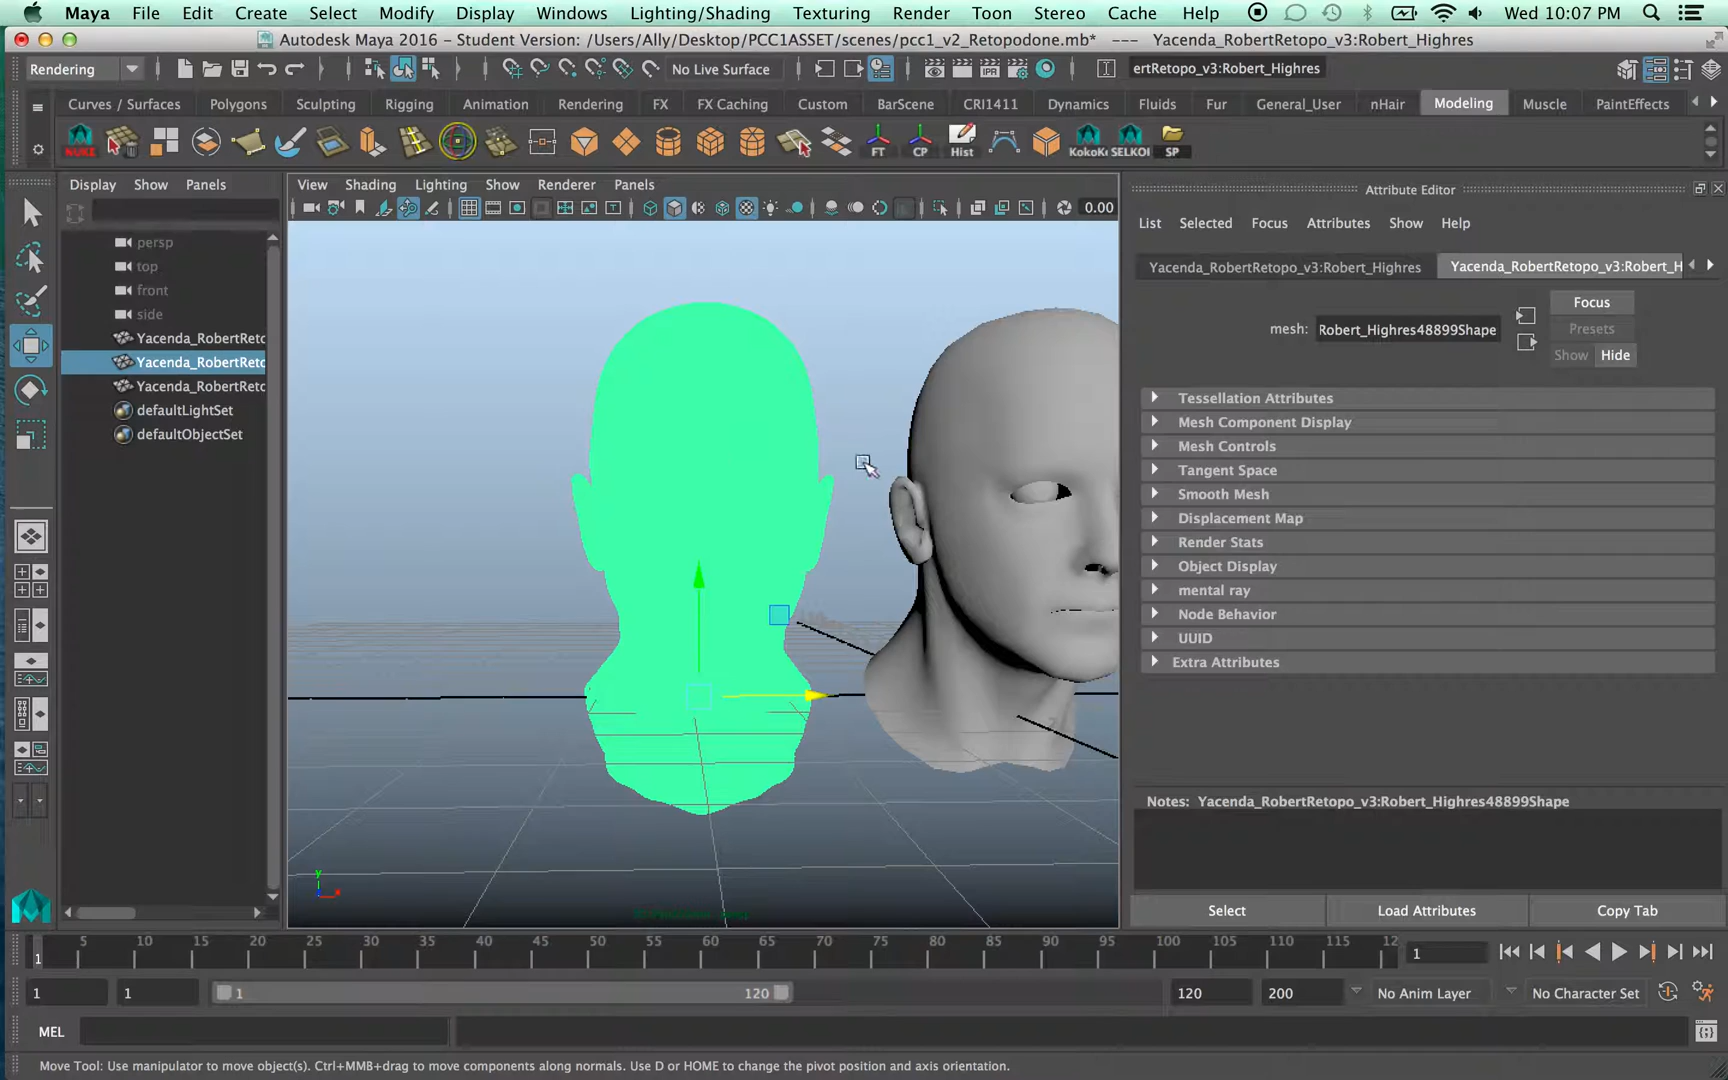 Maya File Edit Create Select Modify Display Windows Lighting/Shading Texturing Render Toon Stereo Cache Help Wed 10:07 PM
Autodesk Maya 2016 - Student Version: /Users/Ally/Desktop/PCC1ASSET/scenes/pcc1_v2_Retopodone.mb* --- Yacenda_RobertRetopo_v3:Robert_Highres
Rendering No Live Surface IPR ertRetopo_v3:Robert_Highres
Curves / Surfaces Polygons Sculpting Rigging Animation Rendering FX FX Caching Custom BarScene CRI1411 Dynamics Fluids Fur General_User nHair Modeling Muscle PaintEffects
NUKE FT CP Hist KokoKi SELKOI SP
Display Show Panels
View Shading Lighting Show Renderer Panels
Attribute Editor
0.00
List Selected Focus Attributes Show Help
persp
top
front
side
Yacenda_RobertReto
Yacenda_RobertReto
Yacenda_RobertReto
defaultLightSet
defaultObjectSet
Yacenda_RobertRetopo_v3:Robert_Highres Yacenda_RobertRetopo_v3:Robert_H
Focus
mesh: Robert_Highres48899Shape Presets
Show Hide
Tessellation Attributes
Mesh Component Display
Mesh Controls
Tangent Space
Smooth Mesh
Displacement Map
Render Stats
Object Display
mental ray
Node Behavior
UUID
Extra Attributes
Notes: Yacenda_RobertRetopo_v3:Robert_Highres48899Shape
y
Select Load Attributes Copy Tab
1 5 10 15 20 25 30 35 40 45 50 55 60 65 70 75 80 85 90 95 100 105 110 115 12 1
1 1 1 120 120 200 No Anim Layer No Character Set
MEL
Move Tool: Use manipulator to move object(s). Ctrl+MMB+drag to move components along normals. Use D or HOME to change the pivot position and axis orientation.